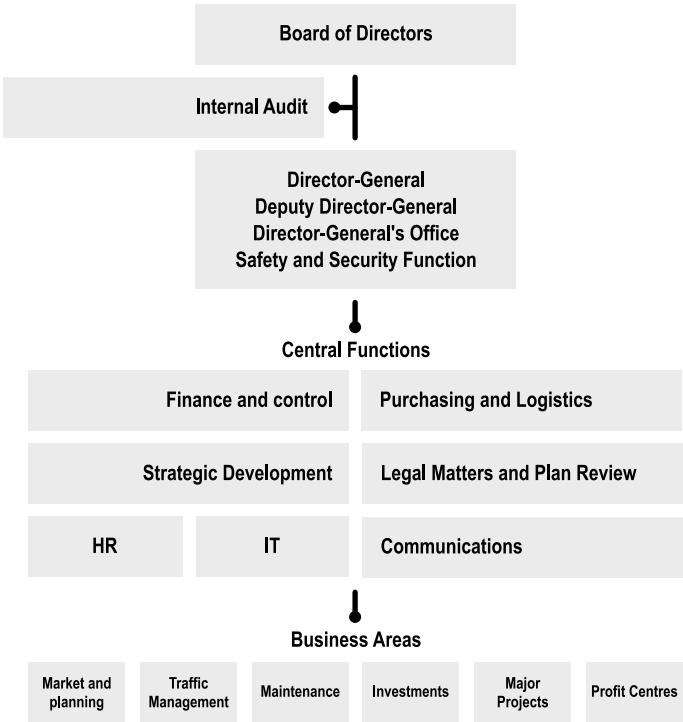 Board of Directors
Internal Audit
Director-General
Deputy Director-General
Director-General's Office
Safety and Security Function
Central Functions
Finance and control
Purchasing and Logistics
Strategic Development
Legal Matters and Plan Review
HR
IT
Communications
Business Areas
Market and
planning
Traffic
Management
Maintenance
Investments
Major
Projects
Profit Centres